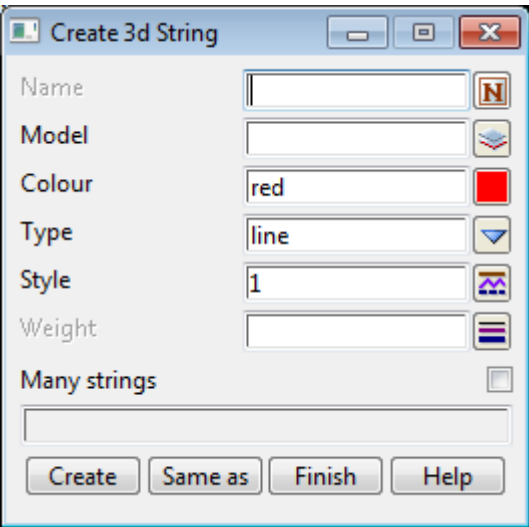 Create 3d String
Name N
Model
Colour red
Type line
Style 1
Weight
Many strings
Create Same as Finish Help